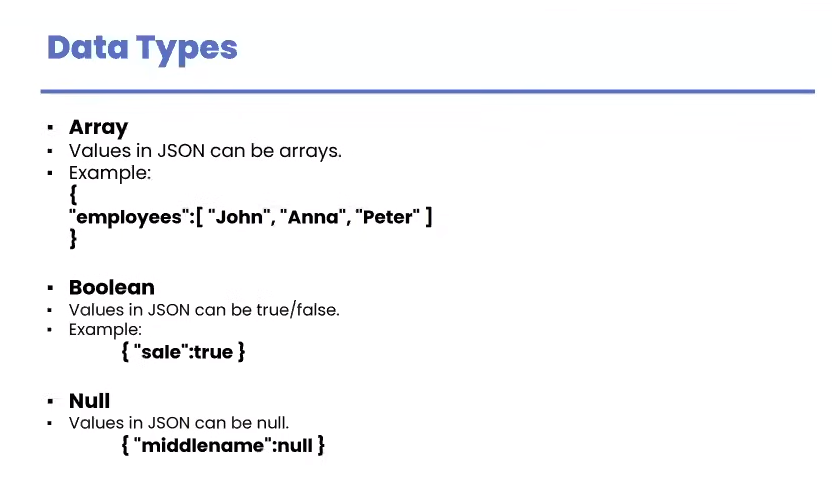 Data Types
▪ Array
▪ Values in JSON can be arrays.
▪ Example:
{
"employees":[ "John", "Anna", "Peter" ]
}
▪ Boolean
▪ Values in JSON can be true/false.
▪ Example:
{ "sale":true }
▪ Null
▪ Values in JSON can be null.
{ "middlename":null }